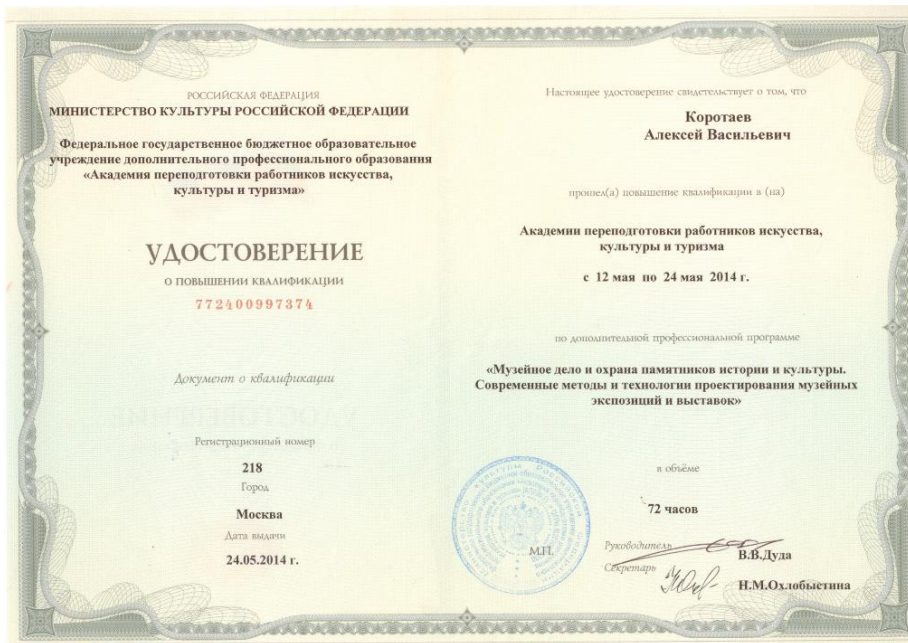 РОССИЙСКАЯ ФЕДЕРАЦИЯ
МИНИСТЕРСТВО КУЛЬТУРЫ РОССИЙСКОЙ ФЕДЕРАЦИИ
Федеральное государственное бюджетное образовательное
учреждение дополнительного профессионального образования
«Академия переподготовки работников искусства,
культуры и туризма»
УДОСТОВЕРЕНИЕ
О ПОВЫШЕНИИ КВАЛИФИКАЦИИ
772400997374
Документ о квалификации
Регистрационный номер
218
Город
Москва
Дата выдачи
24.05.2014 г.
Настоящее удостоверение свидетельствует о том, что
Коротаев
Алексей Васильевич
прошел(а) повышение квалификации в (на)
Академии переподготовки работников искусства,
культуры и туризма
с 12 мая по 24 мая 2014 г.
по дополнительной профессиональной программе
«Музейное дело и охрана памятников истории и культуры.
Современные методы и технологии проектирования музейных
экспозиций и выставок»
в объёме
72 часов
М.П.
Руководитель
В.В.Дуда
Секретарь
Н.М.Охлобыстина